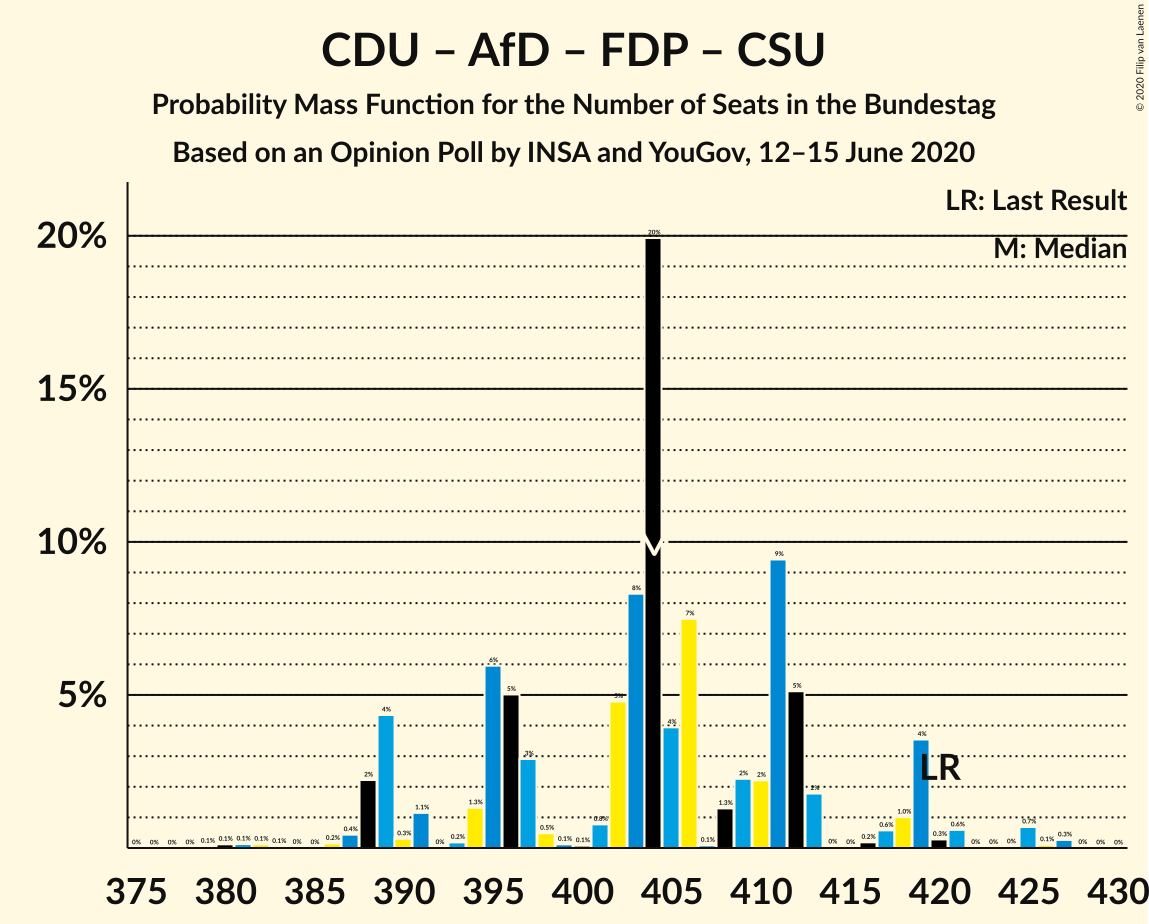 CDU – AfD – FDP – CSU
Probability Mass Function for the Number of Seats in the Bundestag
Based on an Opinion Poll by INSA and YouGov, 12–15 June 2020
© 2020 Filip van Laenen
LR: Last Result
M: Median
20%
15%
10%
5%
0% 0% 0% 0% 0.1% 0.1% 0.1% 0.1% 0.1% 0% 0% 0.2% 0.4% 2% 4% 0.3% 1.1% 0% 0.2% 1.3% 6% 5% 3% 0.5% 0.1% 0.1% 0.8% 5% 8% 20% 4% 7% 0.1% 1.3% 2% 2% 9% 5% 2% 0% 0% 0.2% 0.6% 1.0% 4% 0.3% 0.6% 0% 0% 0% 0.7% 0.1% 0.3% 0% 0% 0%
LR
375 380 385 390 395 400 405 410 415 420 425 430